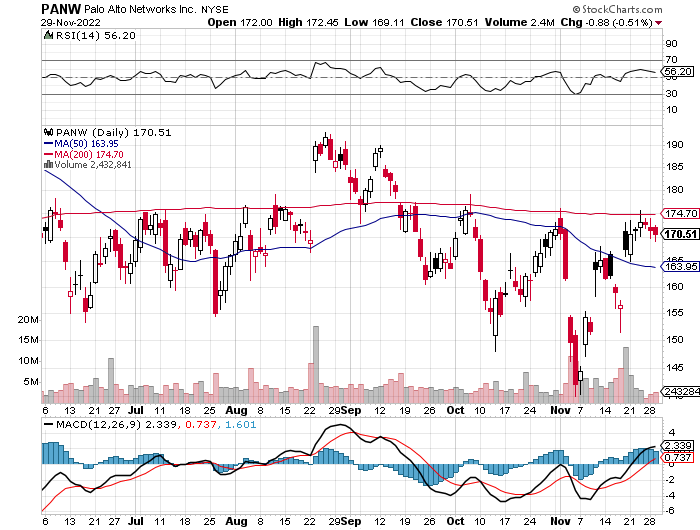 PANW Palo Alto Networks Inc. NYSE © StockCharts.com
29-Nov-2022 Open 172.00 High 172.45 Low 169.11 Close 170.51 Volume 2.4M Chg -0.88 (-0.51%)
RSI(14) 56.20
90
70
56.20
50
30
10
PANW (Daily) 170.51
MA(50) 163.95
MA(200) 174.70
Volume 2,432,841
190
185
180
174.70
170.51
165
163.95
160
155
20M
150
15M
10M
5M
243284
6 13 21 27 Jul 11 18 25 Aug 8 15 22 29 Sep 12 19 26 Oct 10 17 24 Nov 7 14 21 28
MACD(12,26,9) 2.339, 0.737, 1.601
4
2.339
0.737
0
-2
-4
-6
6 13 21 27 Jul 11 18 25 Aug 8 15 22 29 Sep 12 19 26 Oct 10 17 24 Nov 7 14 21 28